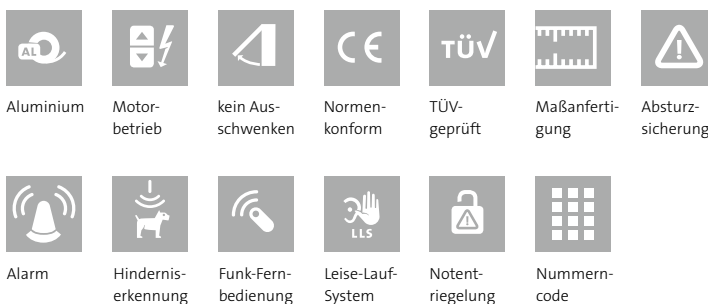 AL
CE
TÜV
Aluminium
Motor-
betrieb
kein Aus-
schwenken
Normen-
konform
TÜV-
geprüft
Maßanferti-
gung
Absturz-
sicherung
LLS
Alarm
Hindernis-
erkennung
Funk-Fern-
bedienung
Leise-Lauf-
System
Notent-
riegelung
Nummern-
code